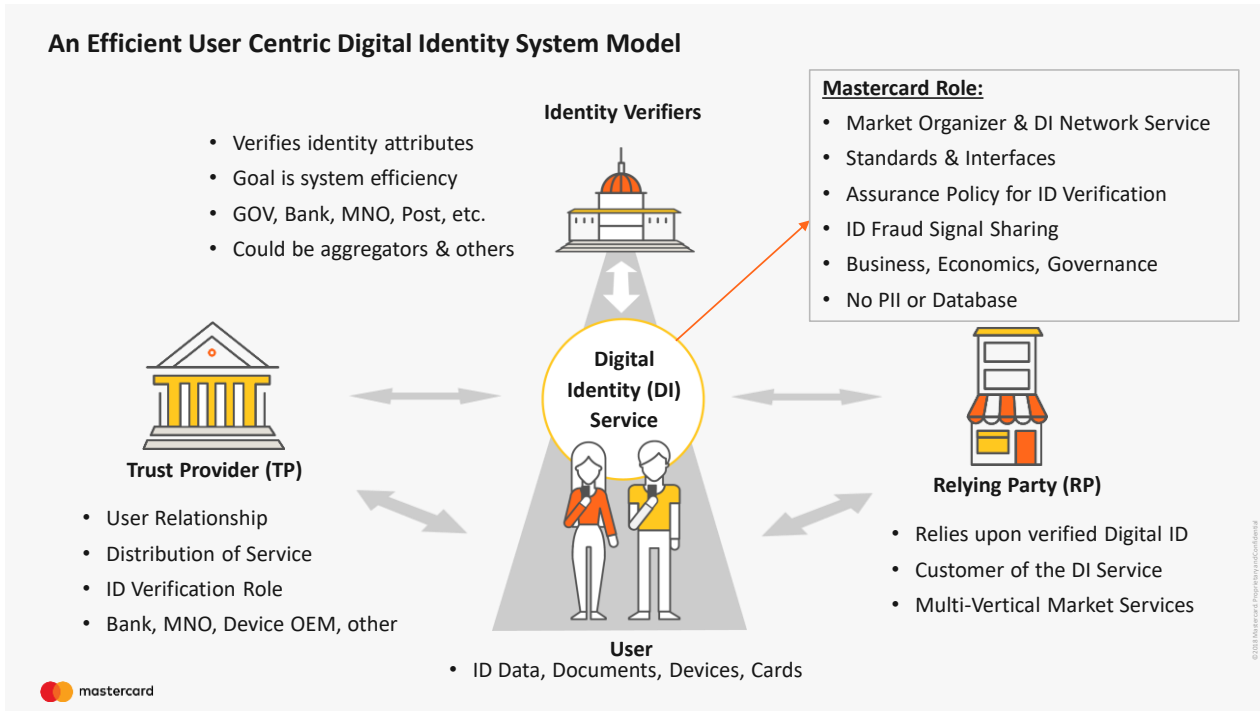 An Efficient User Centric Digital Identity System Model
Identity Verifiers
• Verifies identity attributes
• Goal is system efficiency
• GOV, Bank, MNO, Post, etc.
• Could be aggregators & others
Mastercard Role:
• Market Organizer & DI Network Service
• Standards & Interfaces
• Assurance Policy for ID Verification
• ID Fraud Signal Sharing
• Business, Economics, Governance
• No PII or Database
Digital
Identity (DI)
Service
Trust Provider (TP)
• User Relationship
• Distribution of Service
• ID Verification Role
• Bank, MNO, Device OEM, other
Relying Party (RP)
• Relies upon verified Digital ID
• Customer of the DI Service
• Multi-Vertical Market Services
User
• ID Data, Documents, Devices, Cards
mastercard
©2018 Mastercard. Proprietary and Confidential